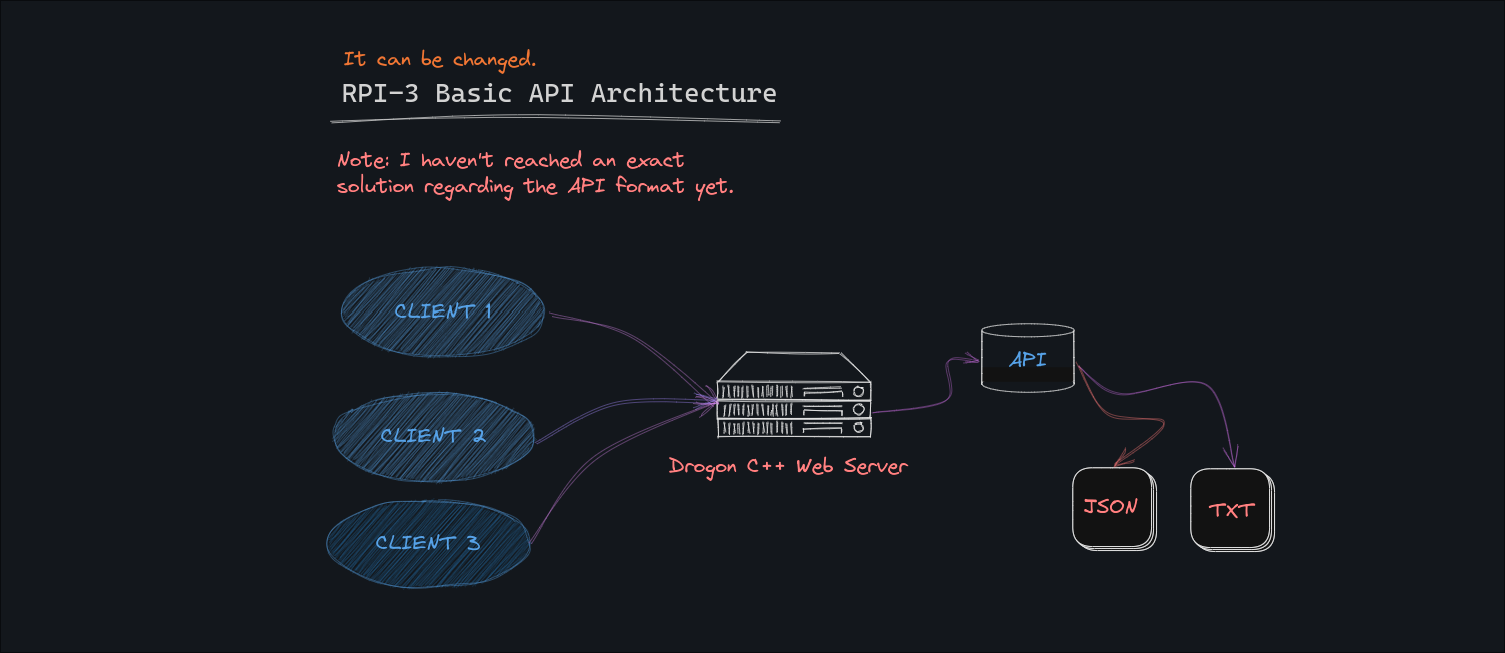 It can be changed.
RPI-3 Basic API Architecture
Note: I haven't reached an exact
solution regarding the API format yet.
CLIENT 1
CLIENT 2
CLIENT 3
Drogon C++ Web Server
API
JSON
TXT